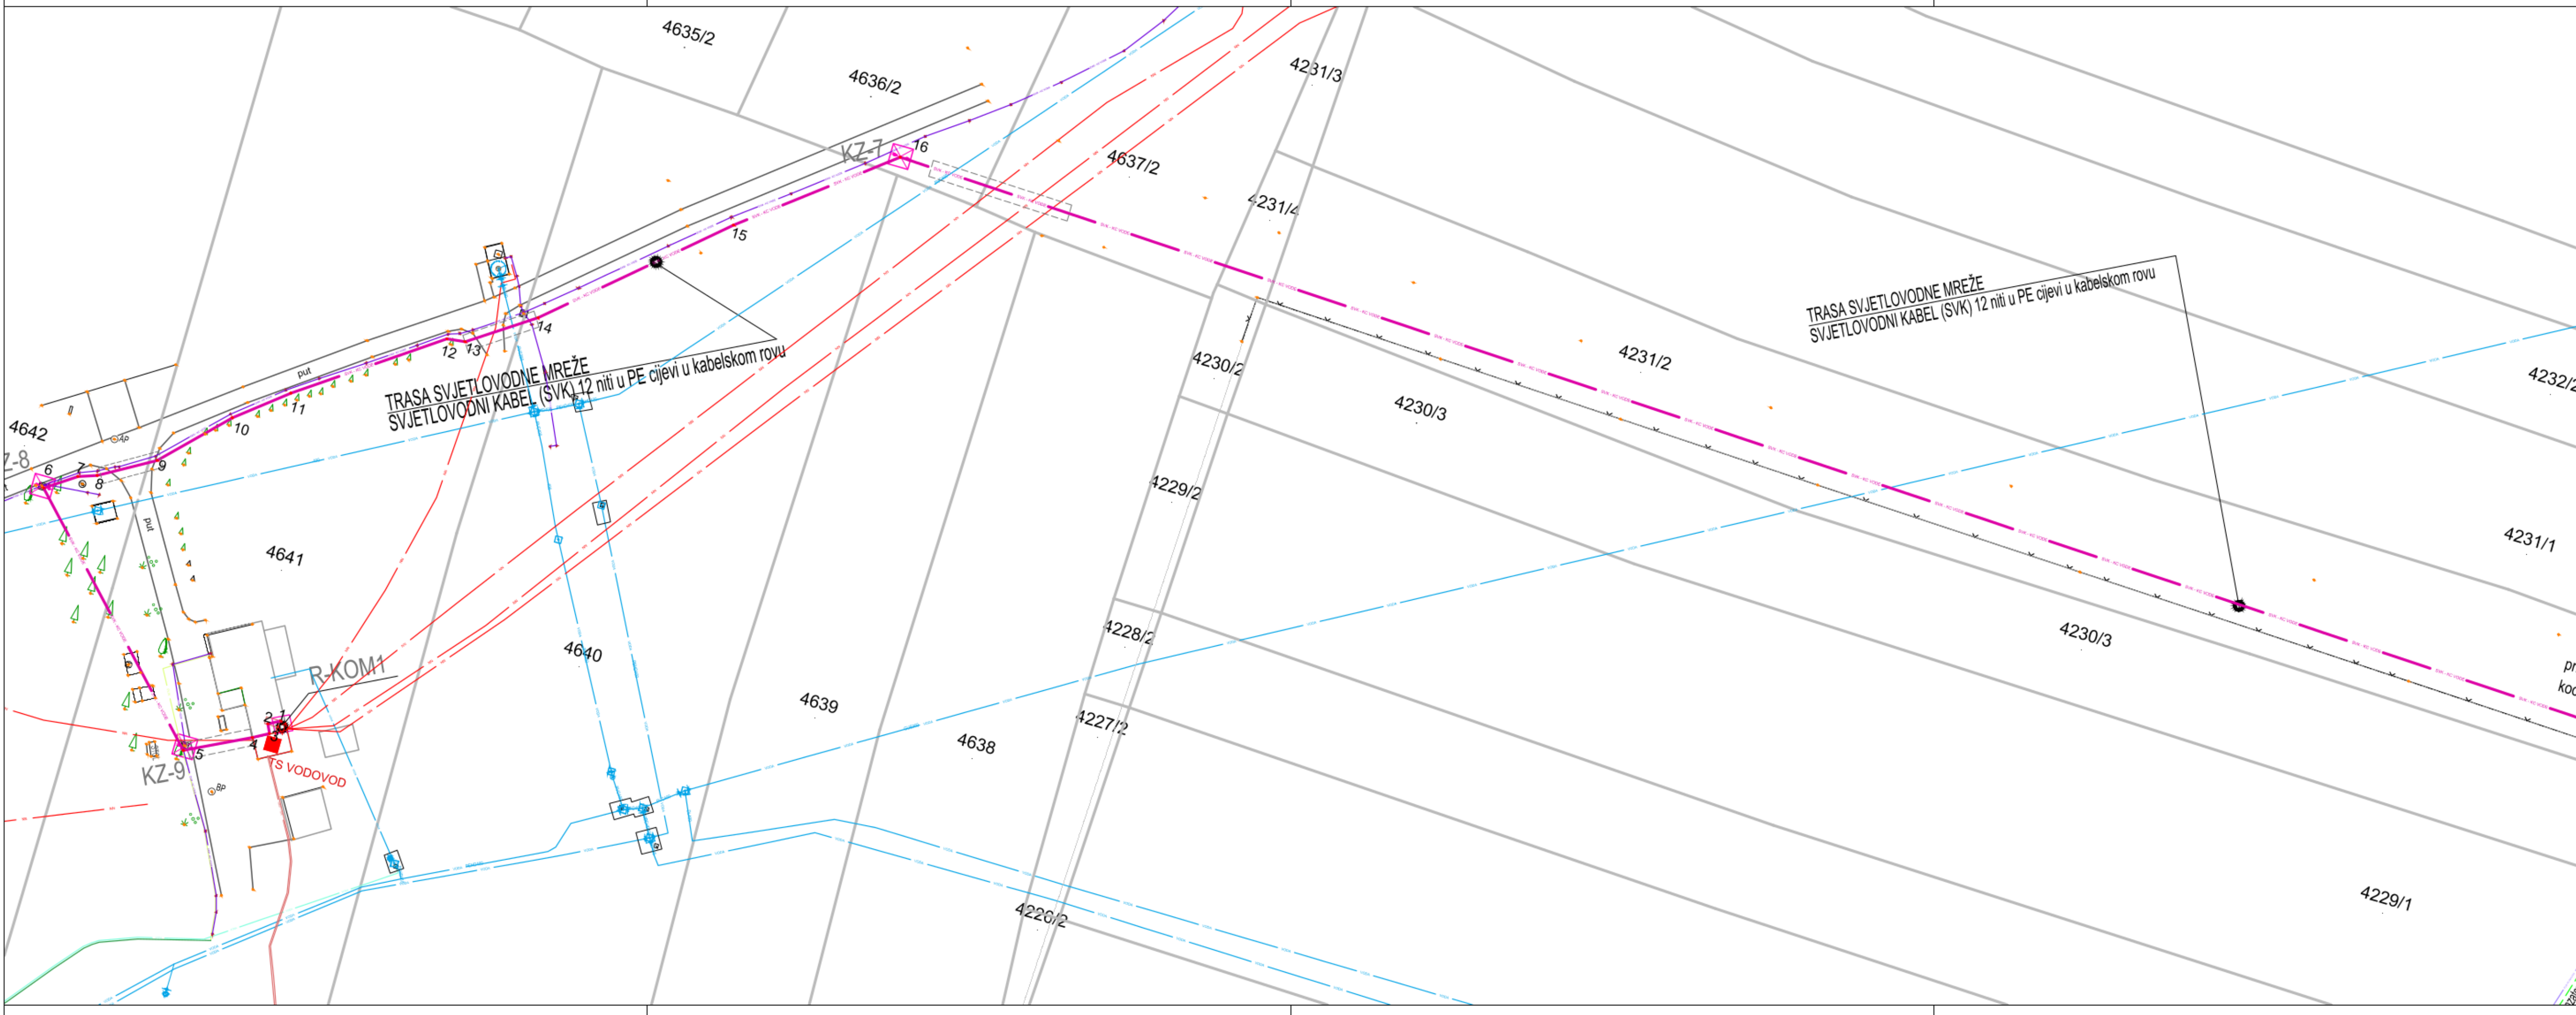 4635/2
4636/2
4231/3
KZ-7
16
4637/2
4231/4
15
TRASA SVJETLOVODNE MREŽE
SVJETLOVODNI KABEL (SVK) 12 niti u PE cijevi u kabelskom rovu
14
12
13
4230/2
4231/2
4232/2
put
TRASA SVJETLOVODNE MREŽE
SVJETLOVODNI KABEL (SVK) 12 niti u PE cijevi u kabelskom rovu
11
4230/3
10
4642
4p
Z-8
6
7
8
9
4229/2
put
4231/1
4641
4228/2
4230/3
4640
R-KOM1
4639
2
1
3
4
5
4227/2
4638
KZ-9
TS VODOVOD
8p
4229/1